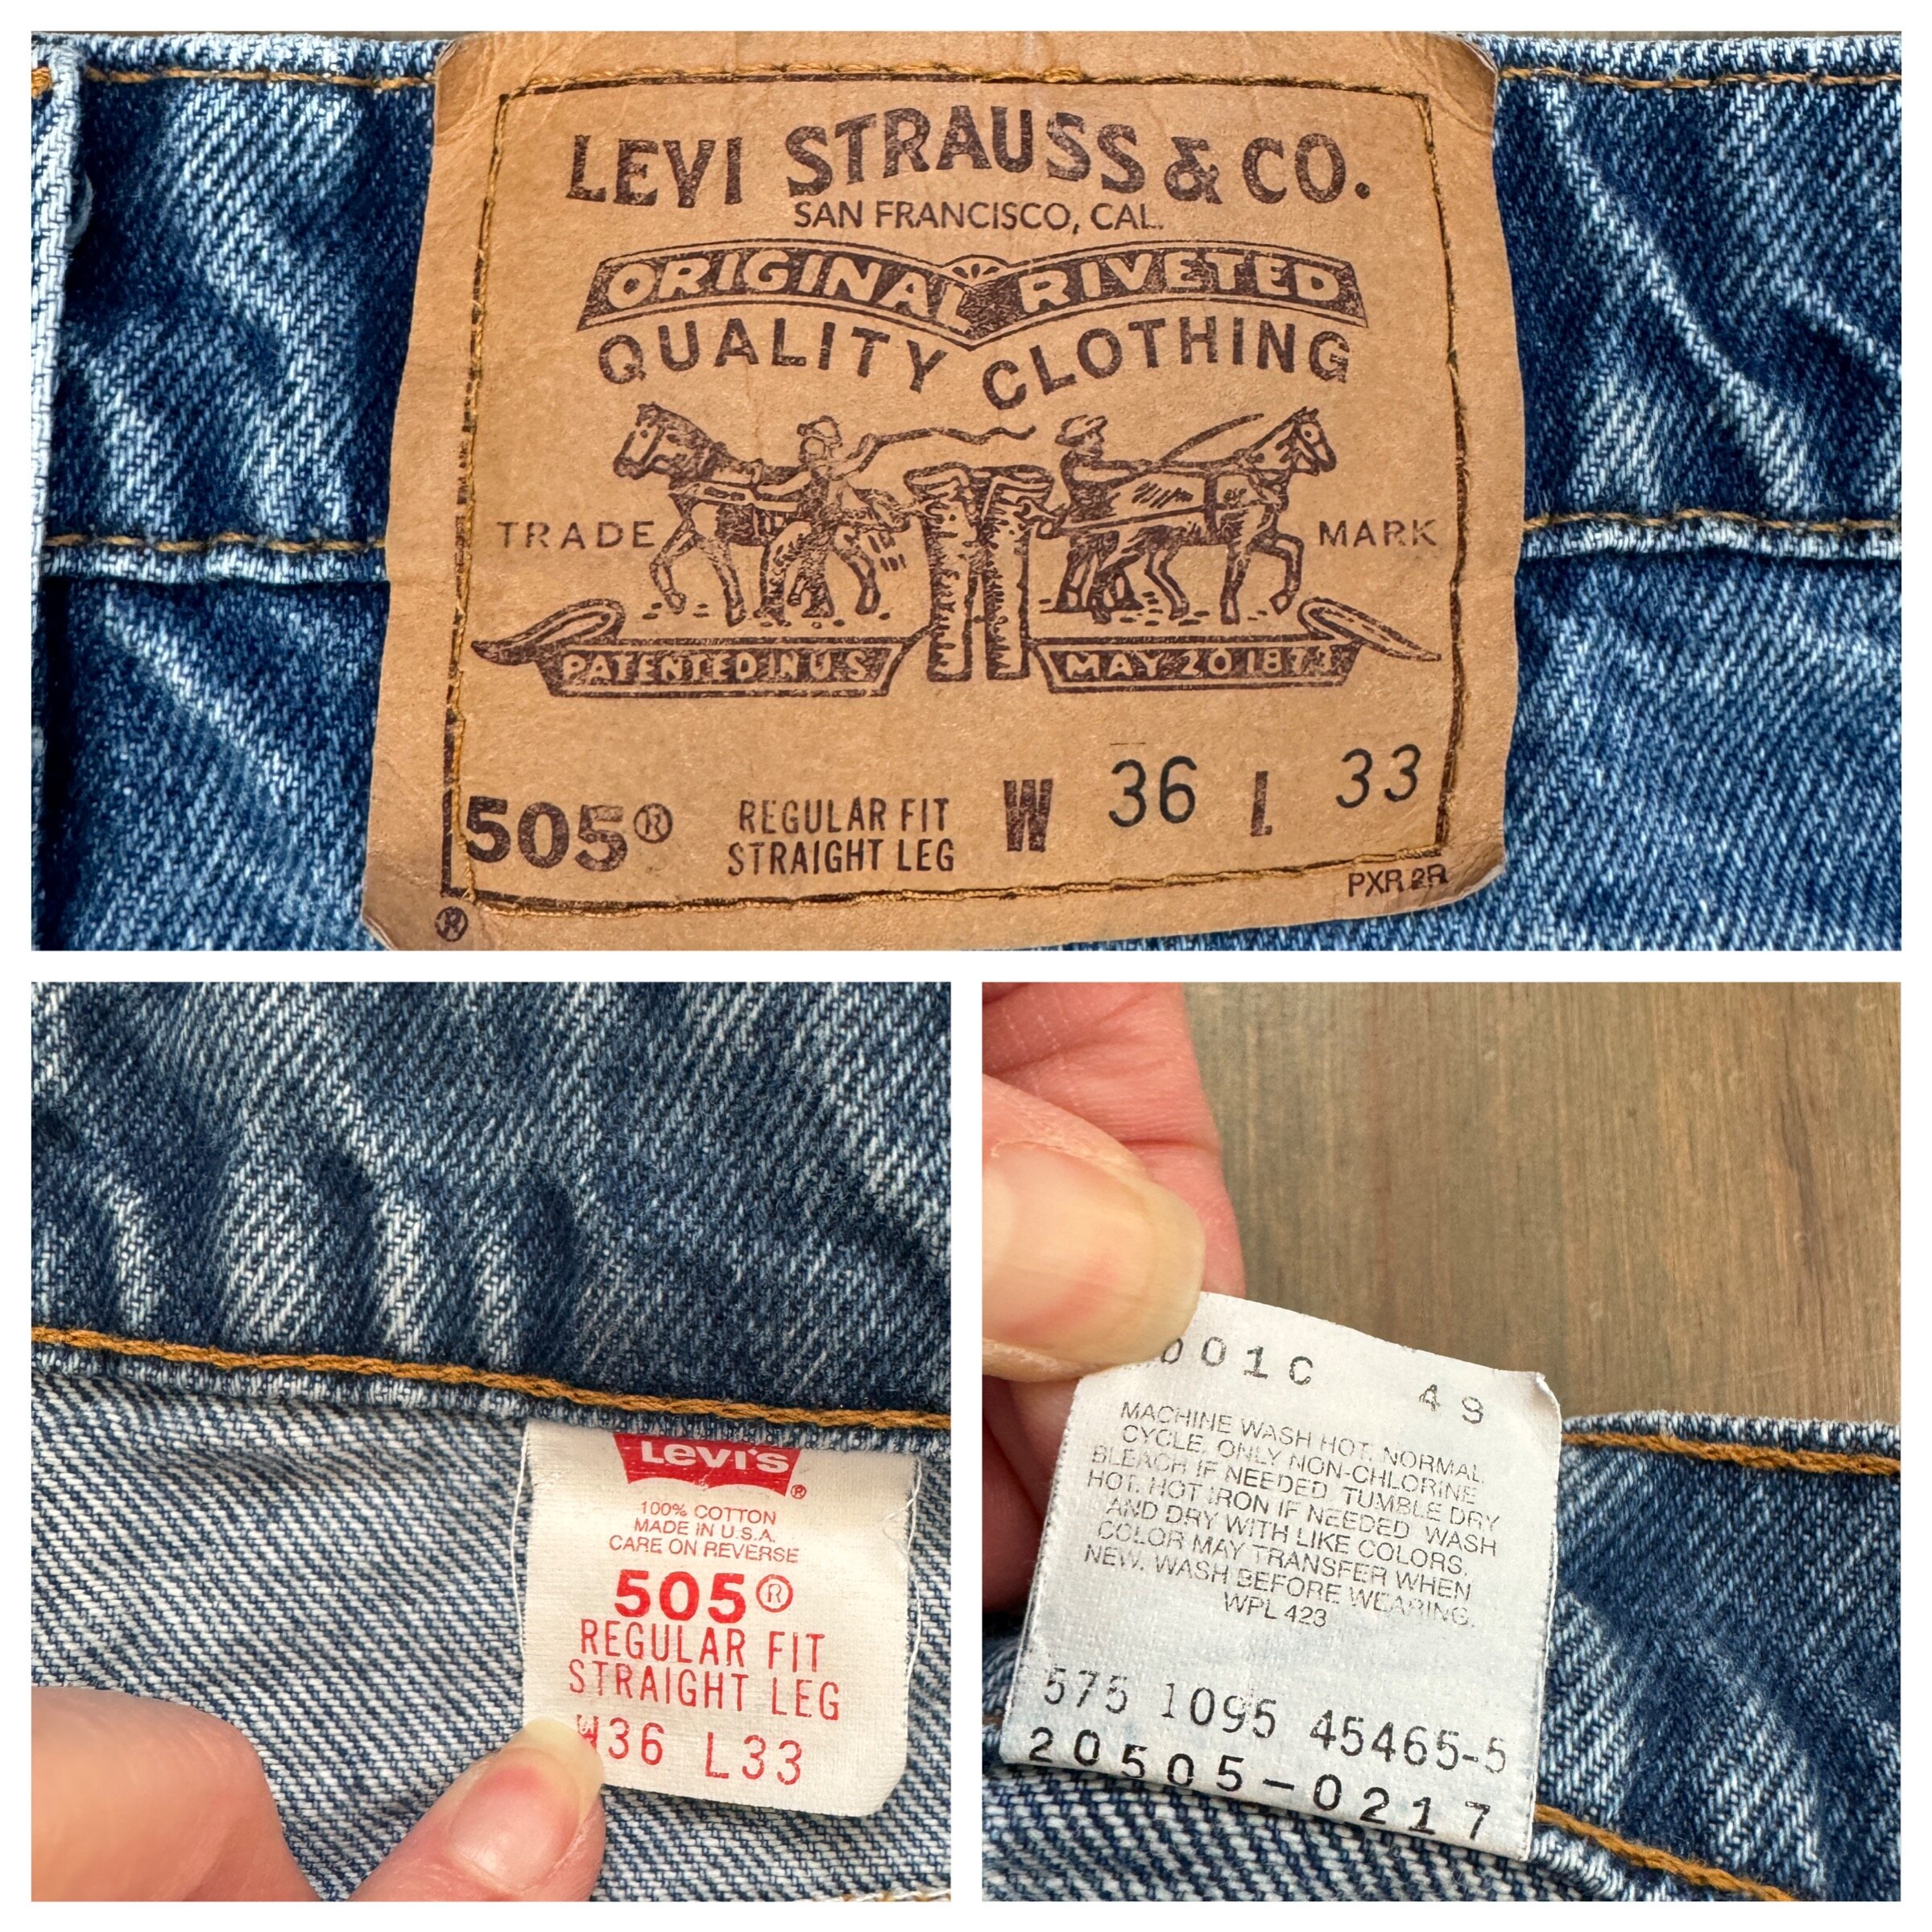 LEVI STRAUSS & CO.
SAN FRANCISCO, CAL.
ORIGINAL RIVETED
QUALITY CLOTHING
TRADE MARK
PATENTED IN U.S. MAY 20 1873
505® REGULAR FIT W 36 L 33
STRAIGHT LEG
PXR 2R
®
Levi's®
100% COTTON
MADE IN U.S.A.
CARE ON REVERSE
505®
REGULAR FIT
STRAIGHT LEG
W36 L33
001C 49
MACHINE WASH HOT, NORMAL
CYCLE, ONLY NON-CHLORINE
BLEACH IF NEEDED. TUMBLE DRY
HOT. HOT IRON IF NEEDED. WASH
AND DRY WITH LIKE COLORS.
COLOR MAY TRANSFER WHEN
NEW. WASH BEFORE WEARING.
WPL 423
575 1095 45465-5
20505-0217